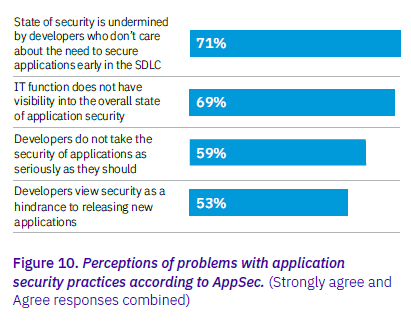 State of security is undermined
by developers who don't care
about the need to secure
applications early in the SDLC
71%
IT function does not have
visibility into the overall state
of application security
69%
Developers do not take the
security of applications as
seriously as they should
59%
Developers view security as a
hindrance to releasing new
applications
53%
Figure 10. Perceptions of problems with application
security practices according to AppSec. (Strongly agree and
Agree responses combined)